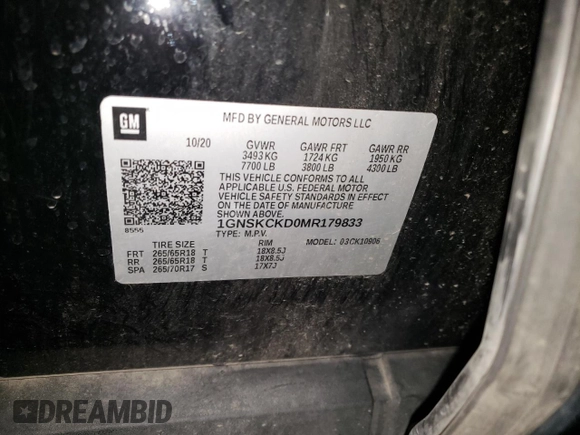 GM
MFD BY GENERAL MOTORS LLC
10/20 GVWR GAWR FRT GAWR RR
3493 KG 1724 KG 1950 KG
7700 LB 3800 LB 4300 LB
THIS VEHICLE CONFORMS TO ALL
APPLICABLE U.S. FEDERAL MOTOR
VEHICLE SAFETY STANDARDS IN EFFECT
ON THE DATE OF MANUFACTURE
SHOWN ABOVE.
1GNSKCKD0MR179833
8555
TYPE: M.P.V. MODEL: 03CK10906
TIRE SIZE RIM
FRT 265/65R18 T 18X8.5J
RR 265/65R18 T 18X8.5J
SPA 265/70R17 S 17X7J
DREAMBID